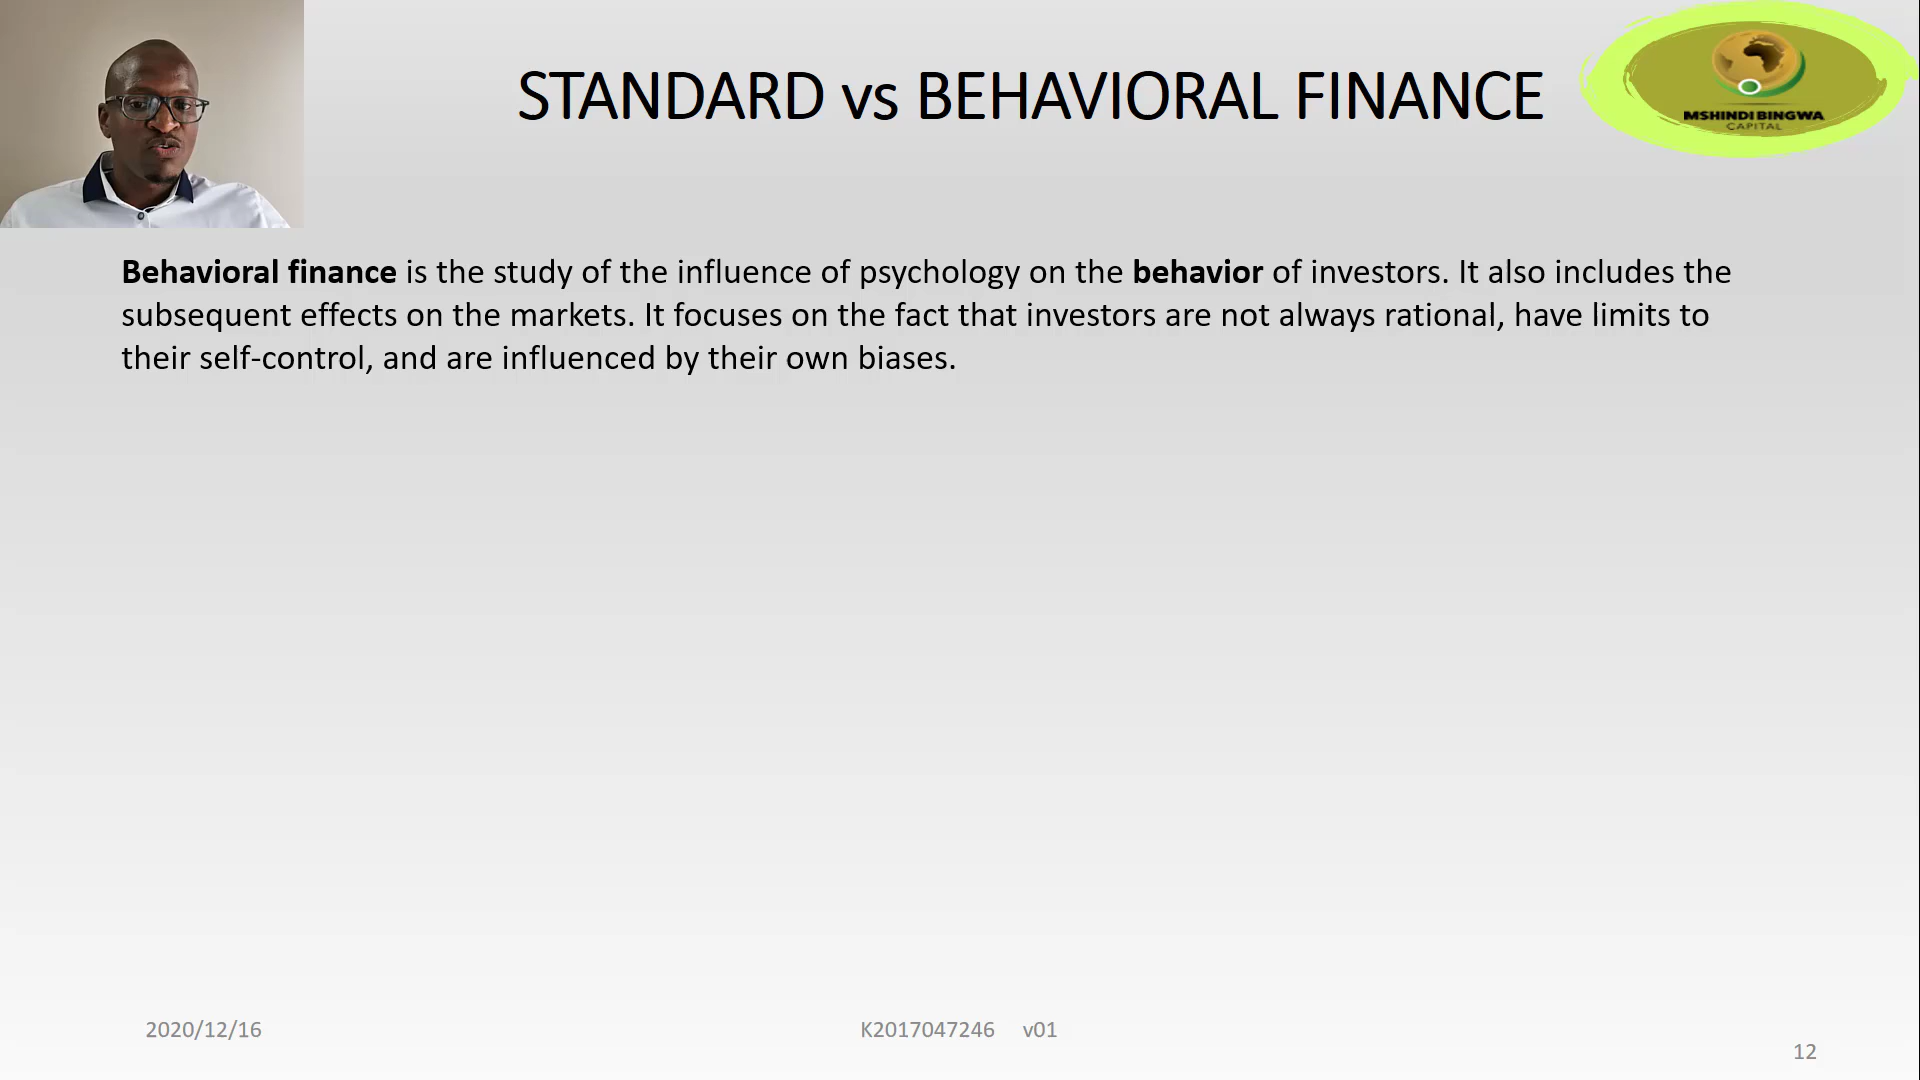 STANDARD vs BEHAVIORAL FINANCE
MSHINDI BINGWA
CAPITAL
Behavioral finance is the study of the influence of psychology on the behavior of investors. It also includes the
subsequent effects on the markets. It focuses on the fact that investors are not always rational, have limits to
their self-control, and are influenced by their own biases.
2020/12/16
K2017047246 v01
12